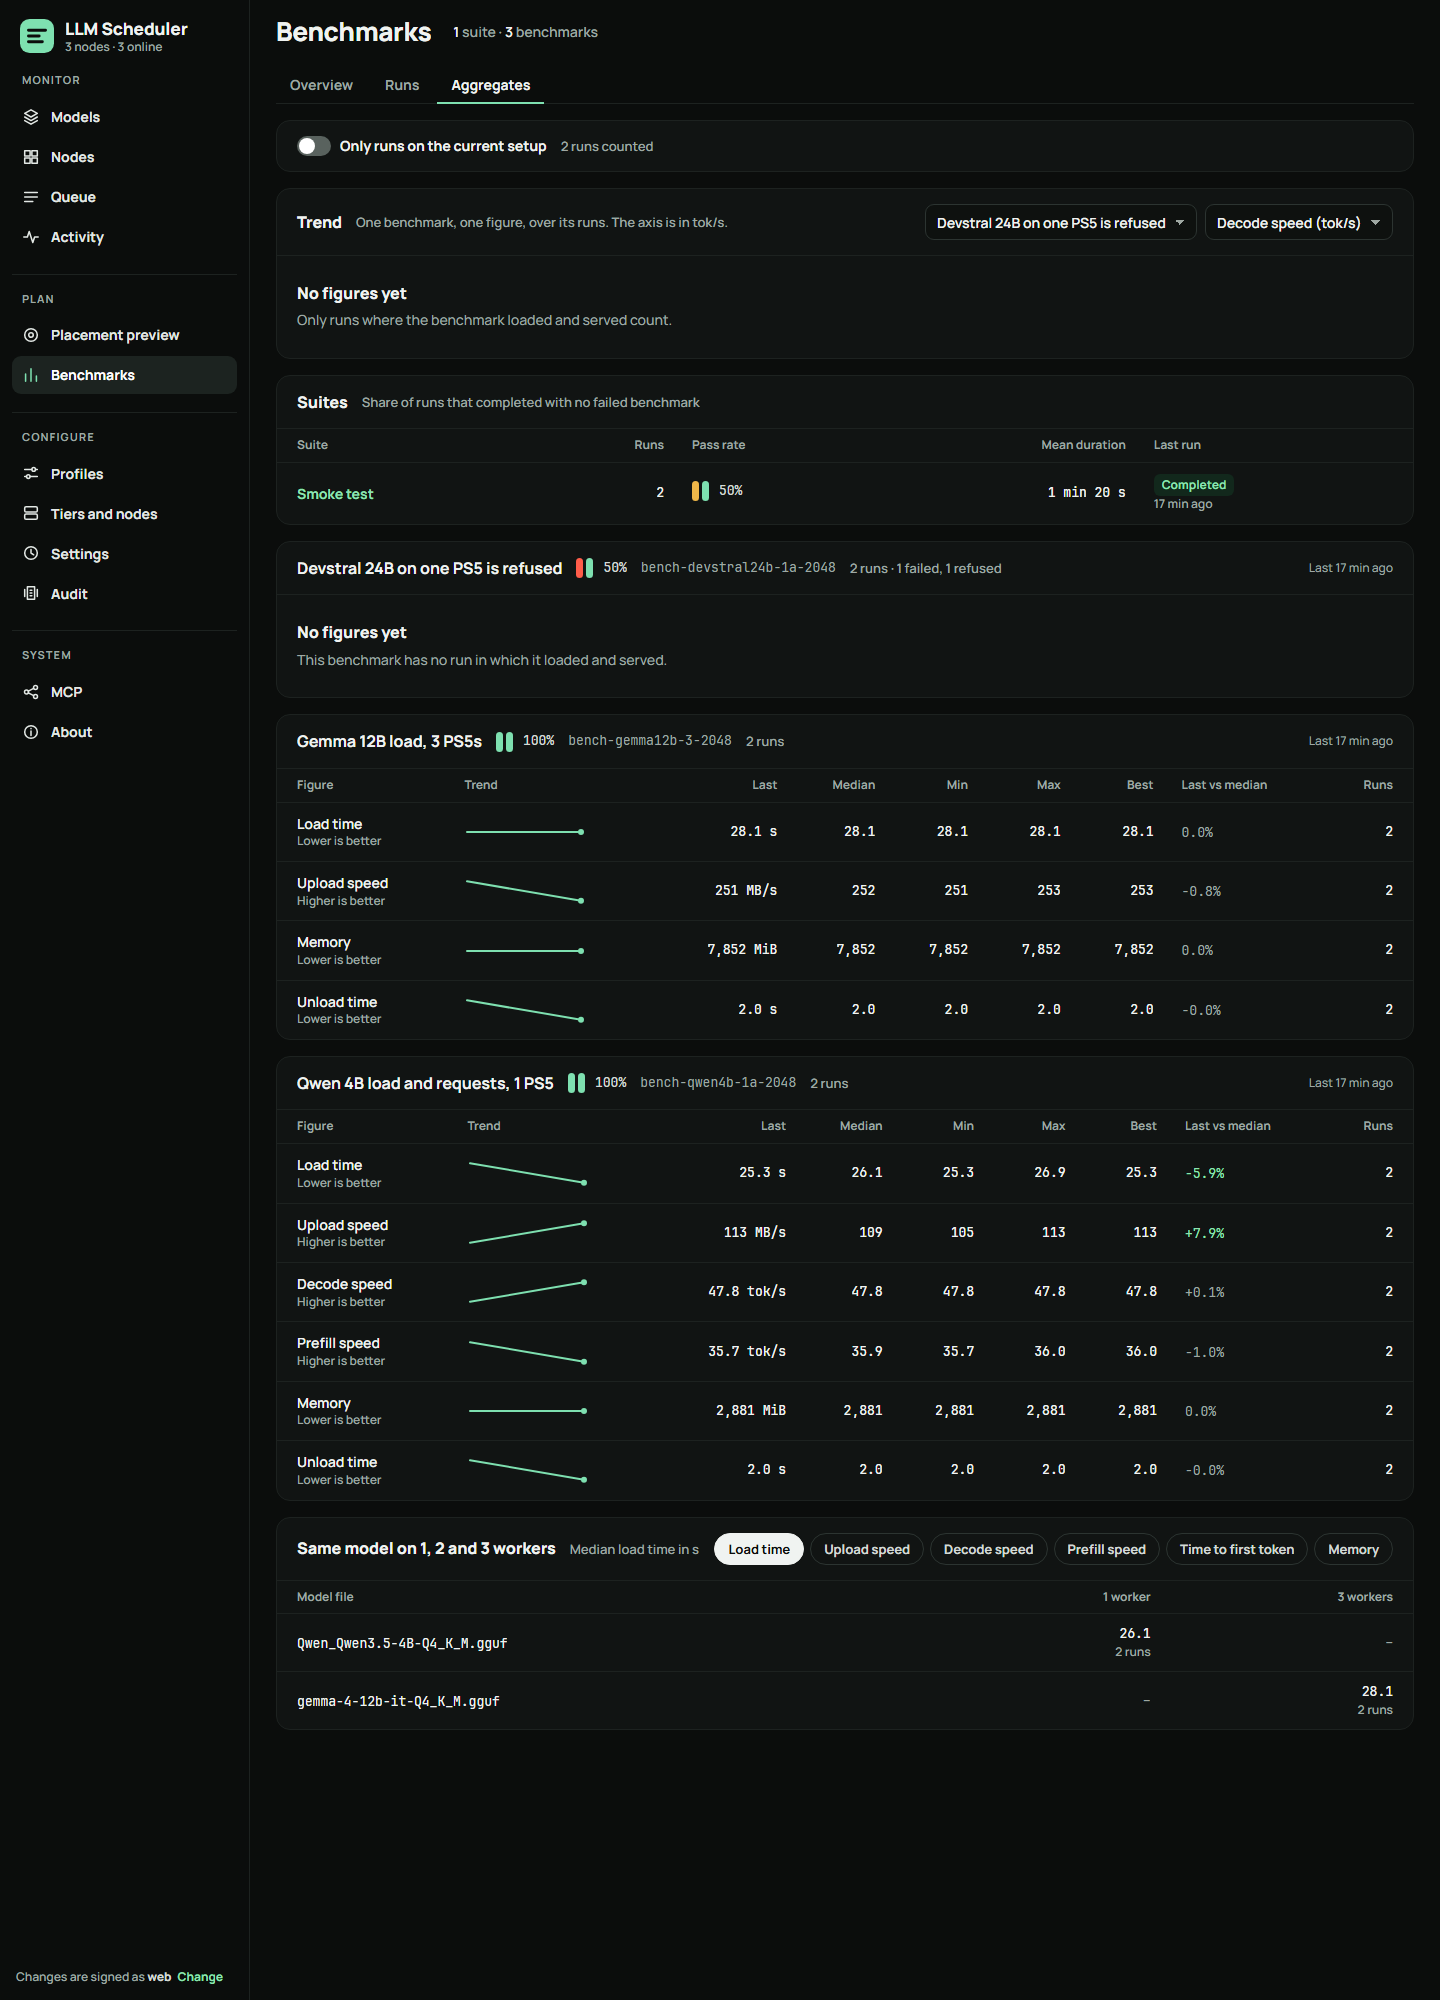 LLM Scheduler
3 nodes · 3 online
MONITOR
Models
Nodes
Queue
Activity
PLAN
Placement preview
Benchmarks
CONFIGURE
Profiles
Tiers and nodes
Settings
Audit
SYSTEM
MCP
About
Changes are signed as web Change
Benchmarks 1 suite · 3 benchmarks
Overview Runs Aggregates
Only runs on the current setup 2 runs counted
Trend One benchmark, one figure, over its runs. The axis is in tok/s. Devstral 24B on one PS5 is refused Decode speed (tok/s)
No figures yet
Only runs where the benchmark loaded and served count.
Suites Share of runs that completed with no failed benchmark
Suite Runs Pass rate Mean duration Last run
Smoke test 2 50% 1 min 20 s Completed
17 min ago
Devstral 24B on one PS5 is refused 50% bench-devstral24b-1a-2048 2 runs · 1 failed, 1 refused Last 17 min ago
No figures yet
This benchmark has no run in which it loaded and served.
Gemma 12B load, 3 PS5s 100% bench-gemma12b-3-2048 2 runs Last 17 min ago
Figure Trend Last Median Min Max Best Last vs median Runs
Load time 28.1 s 28.1 28.1 28.1 28.1 0.0% 2
Lower is better
Upload speed 251 MB/s 252 251 253 253 -0.8% 2
Higher is better
Memory 7,852 MiB 7,852 7,852 7,852 7,852 0.0% 2
Lower is better
Unload time 2.0 s 2.0 2.0 2.0 2.0 -0.0% 2
Lower is better
Qwen 4B load and requests, 1 PS5 100% bench-qwen4b-1a-2048 2 runs Last 17 min ago
Figure Trend Last Median Min Max Best Last vs median Runs
Load time 25.3 s 26.1 25.3 26.9 25.3 -5.9% 2
Lower is better
Upload speed 113 MB/s 109 105 113 113 +7.9% 2
Higher is better
Decode speed 47.8 tok/s 47.8 47.8 47.8 47.8 +0.1% 2
Higher is better
Prefill speed 35.7 tok/s 35.9 35.7 36.0 36.0 -1.0% 2
Higher is better
Memory 2,881 MiB 2,881 2,881 2,881 2,881 0.0% 2
Lower is better
Unload time 2.0 s 2.0 2.0 2.0 2.0 -0.0% 2
Lower is better
Same model on 1, 2 and 3 workers Median load time in s Load time Upload speed Decode speed Prefill speed Time to first token Memory
Model file 1 worker 3 workers
Qwen_Qwen3.5-4B-Q4_K_M.gguf 26.1 –
2 runs
gemma-4-12b-it-Q4_K_M.gguf – 28.1
2 runs